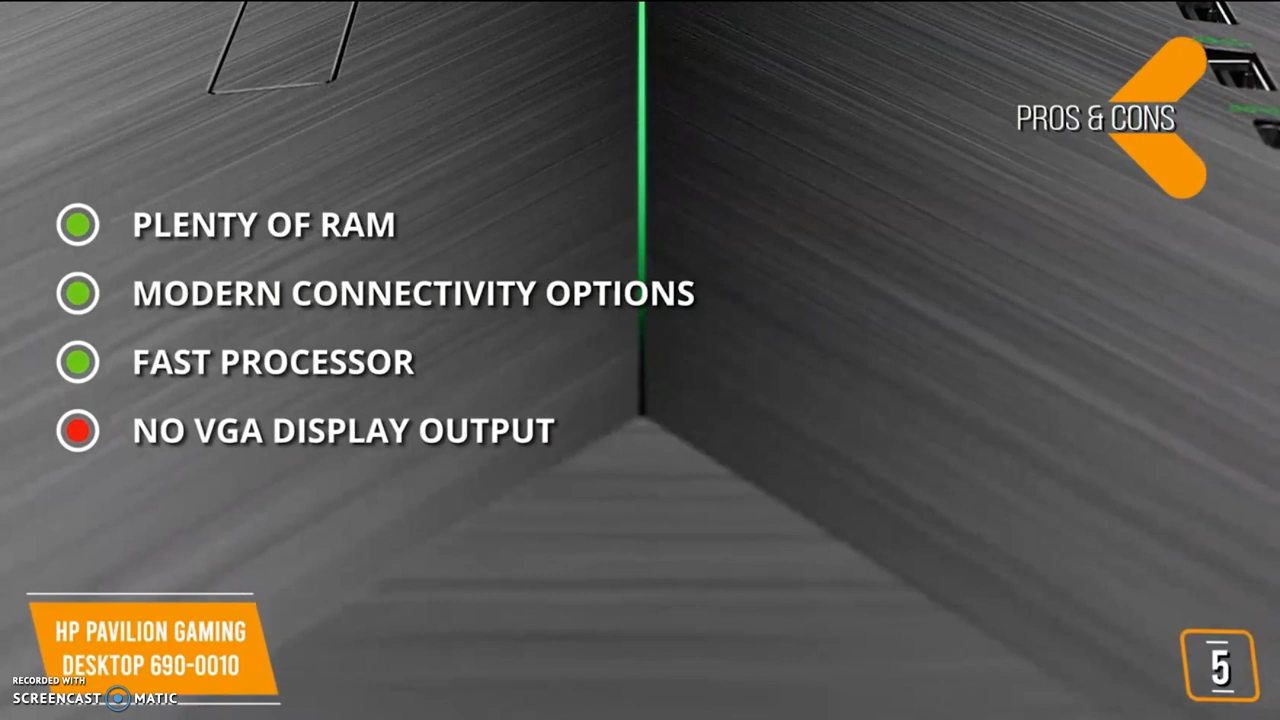 PROS & CONS
PLENTY OF RAM
MODERN CONNECTIVITY OPTIONS
FAST PROCESSOR
NO VGA DISPLAY OUTPUT
HP PAVILION GAMING
DESKTOP 690-0010
RECORDED WITH
SCREENCAST MATIC
5